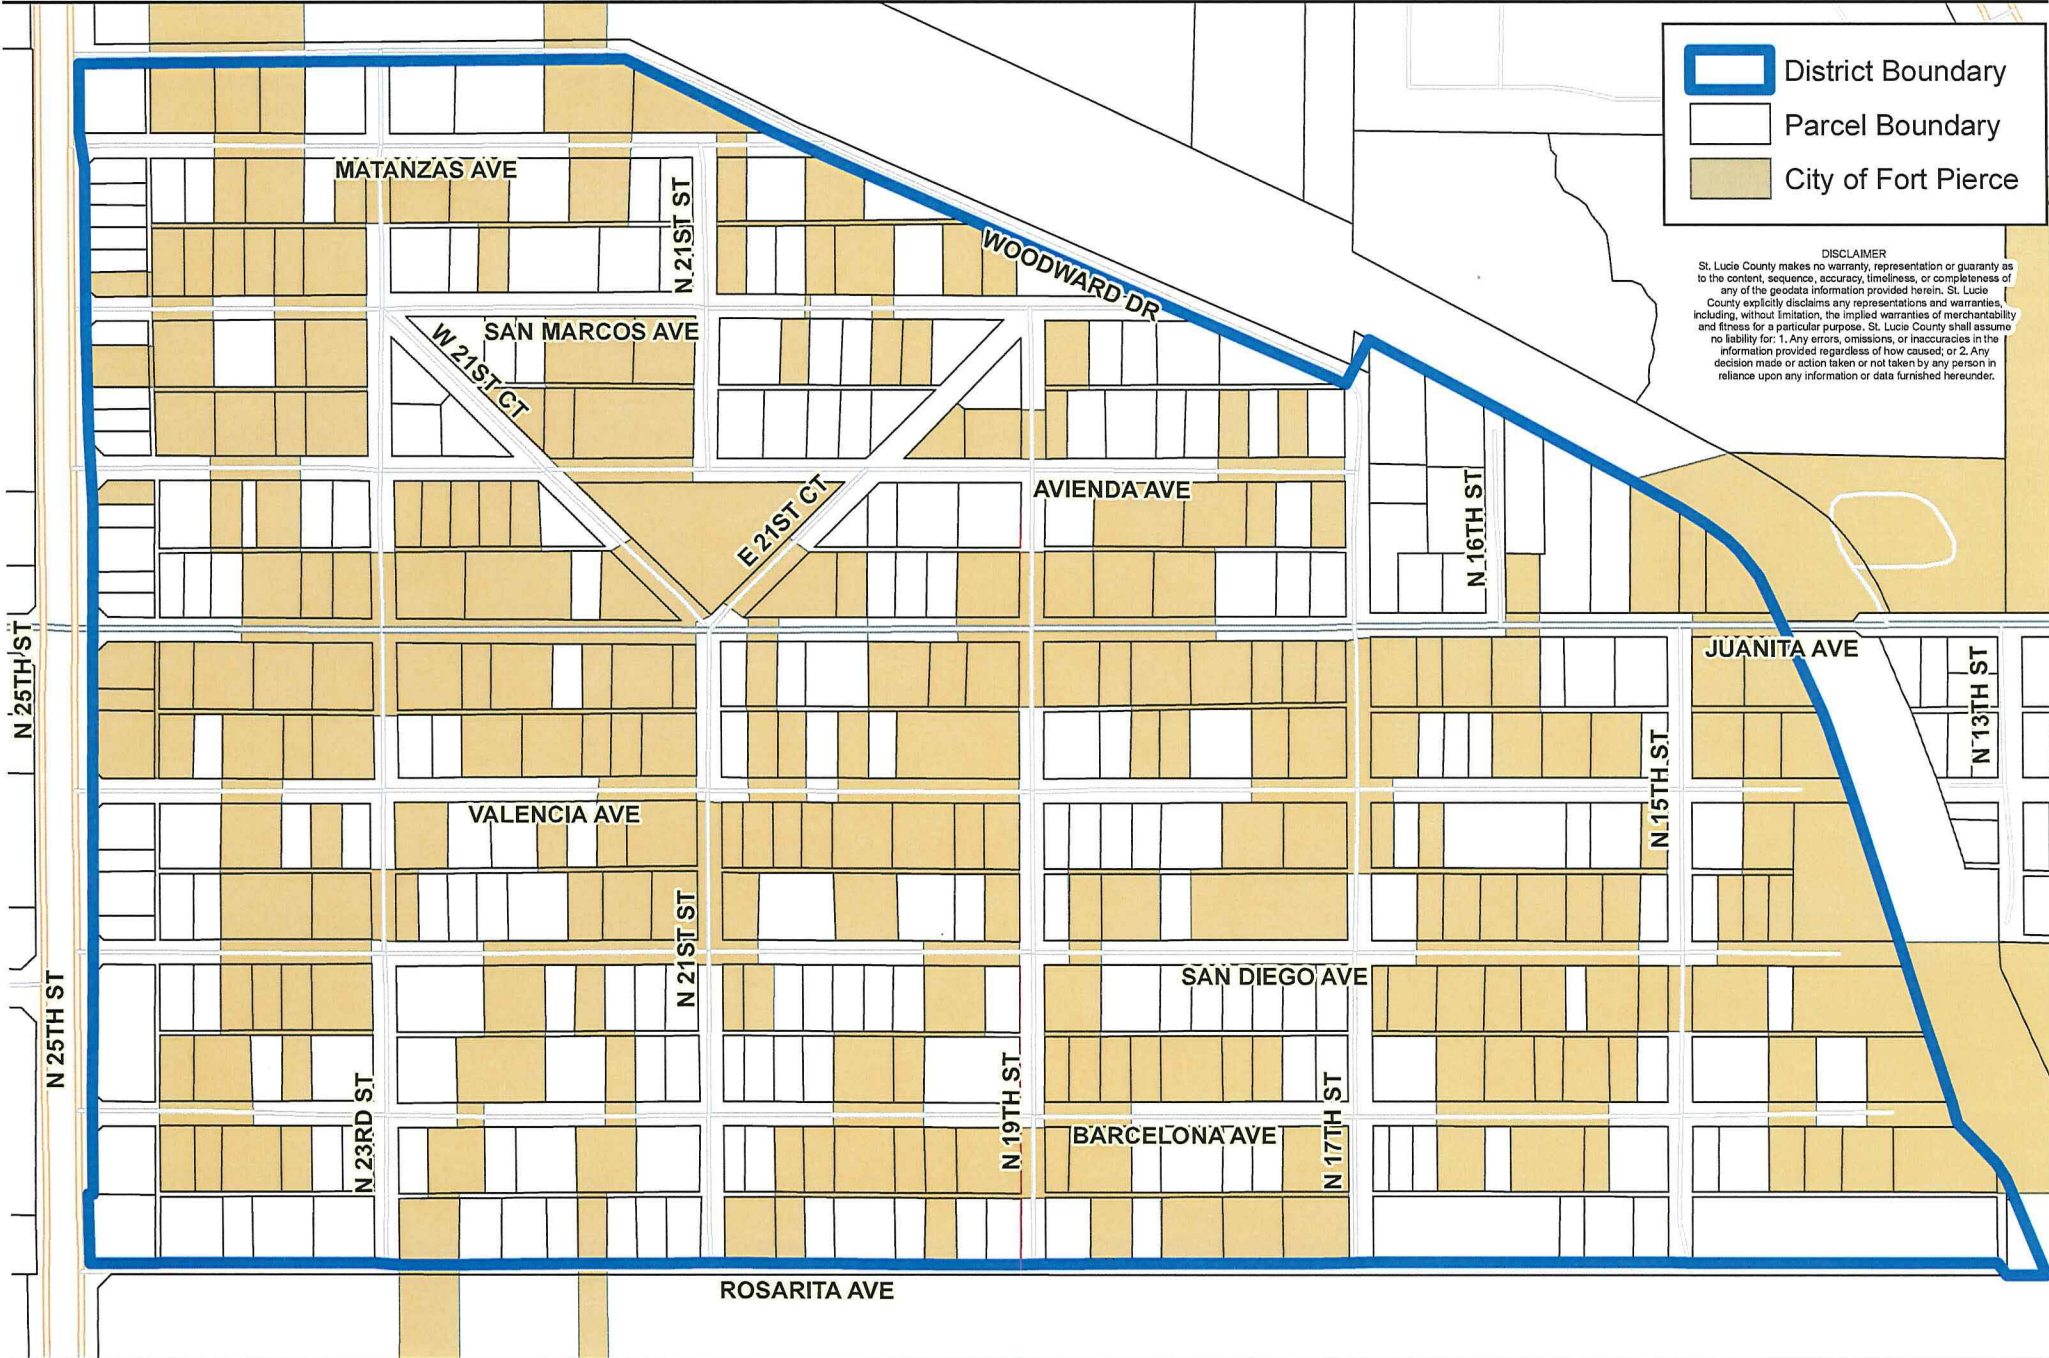 District Boundary
Parcel Boundary
City of Fort Pierce
DISCLAIMER
St. Lucie County makes no warranty, representation or guaranty as
to the content, sequence, accuracy, timeliness, or completeness of
any of the geodata information provided herein. St. Lucie
County explicitly disclaims any representations and warranties,
including, without limitation, the implied warranties of merchantability
and fitness for a particular purpose. St. Lucie County shall assume
no liability for: 1. Any errors, omissions, or inaccuracies in the
information provided regardless of how caused; or 2. Any
decision made or action taken or not taken by any person in
reliance upon any information or data furnished hereunder.
MATANZAS AVE
N 21ST ST
WOODWARD DR
SAN MARCOS AVE
W 21ST CT
E 21ST CT
AVIENDA AVE
N 16TH ST
N 25TH ST
JUANITA AVE
N 13TH ST
N 15TH ST
VALENCIA AVE
N 21ST ST
SAN DIEGO AVE
N 25TH ST
N 23RD ST
N 19TH ST
BARCELONA AVE
N 17TH ST
ROSARITA AVE